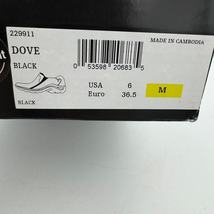 229911
DOVE
MADE IN CAMBODIA
BLACK
0 53598 20683 5
USA 6
Euro 36.5
M
BLACK